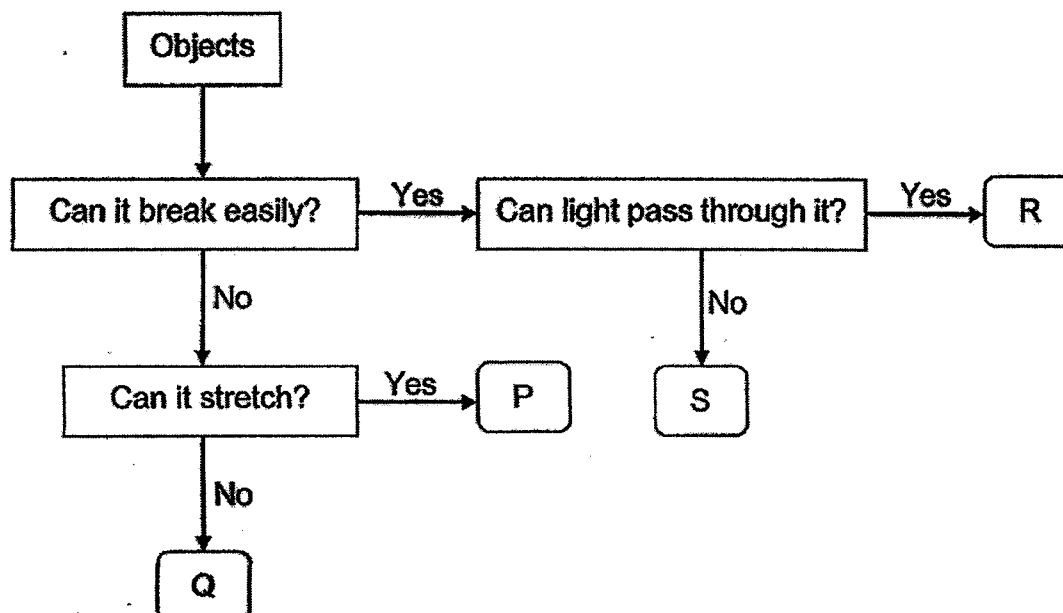 Objects
Can it break easily?
Yes
Can light pass through it?
Yes
R
No
No
Can it stretch?
Yes
P
S
No
Q